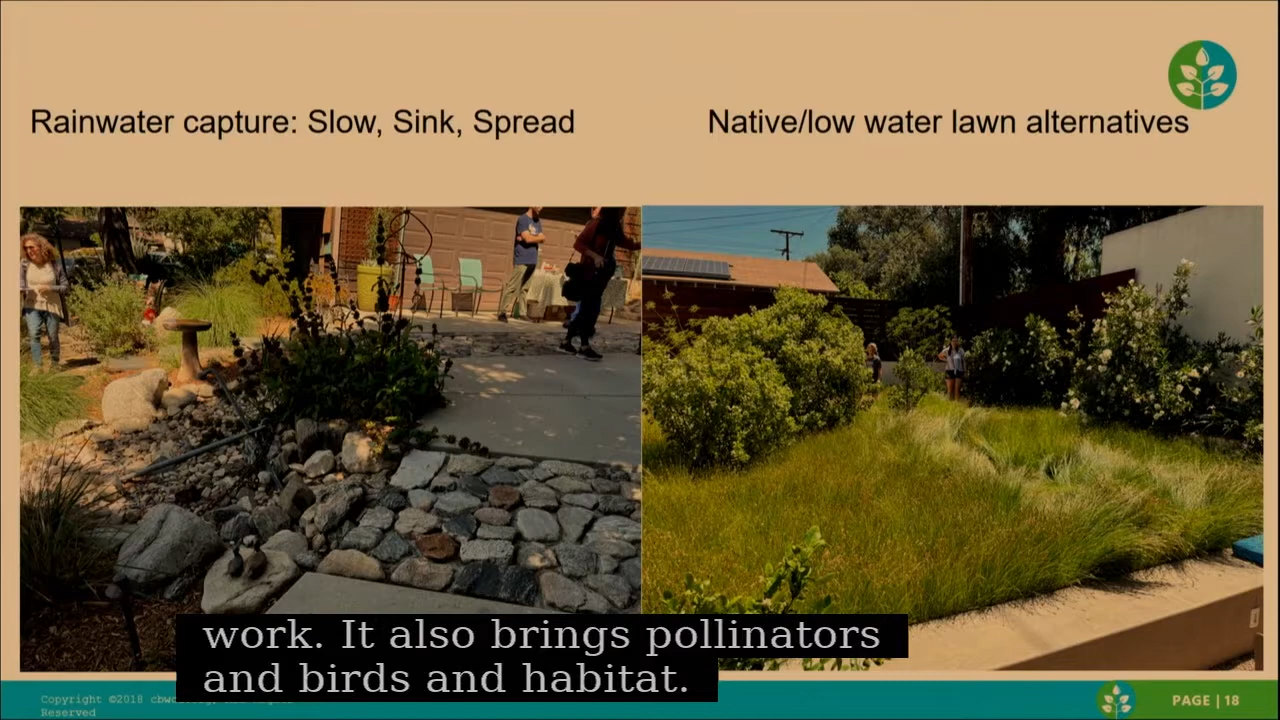 Rainwater capture: Slow, Sink, Spread
Native/low water lawn alternatives
work. It also brings pollinators
and birds and habitat.
Copyright ©2018
Reserved
PAGE | 18